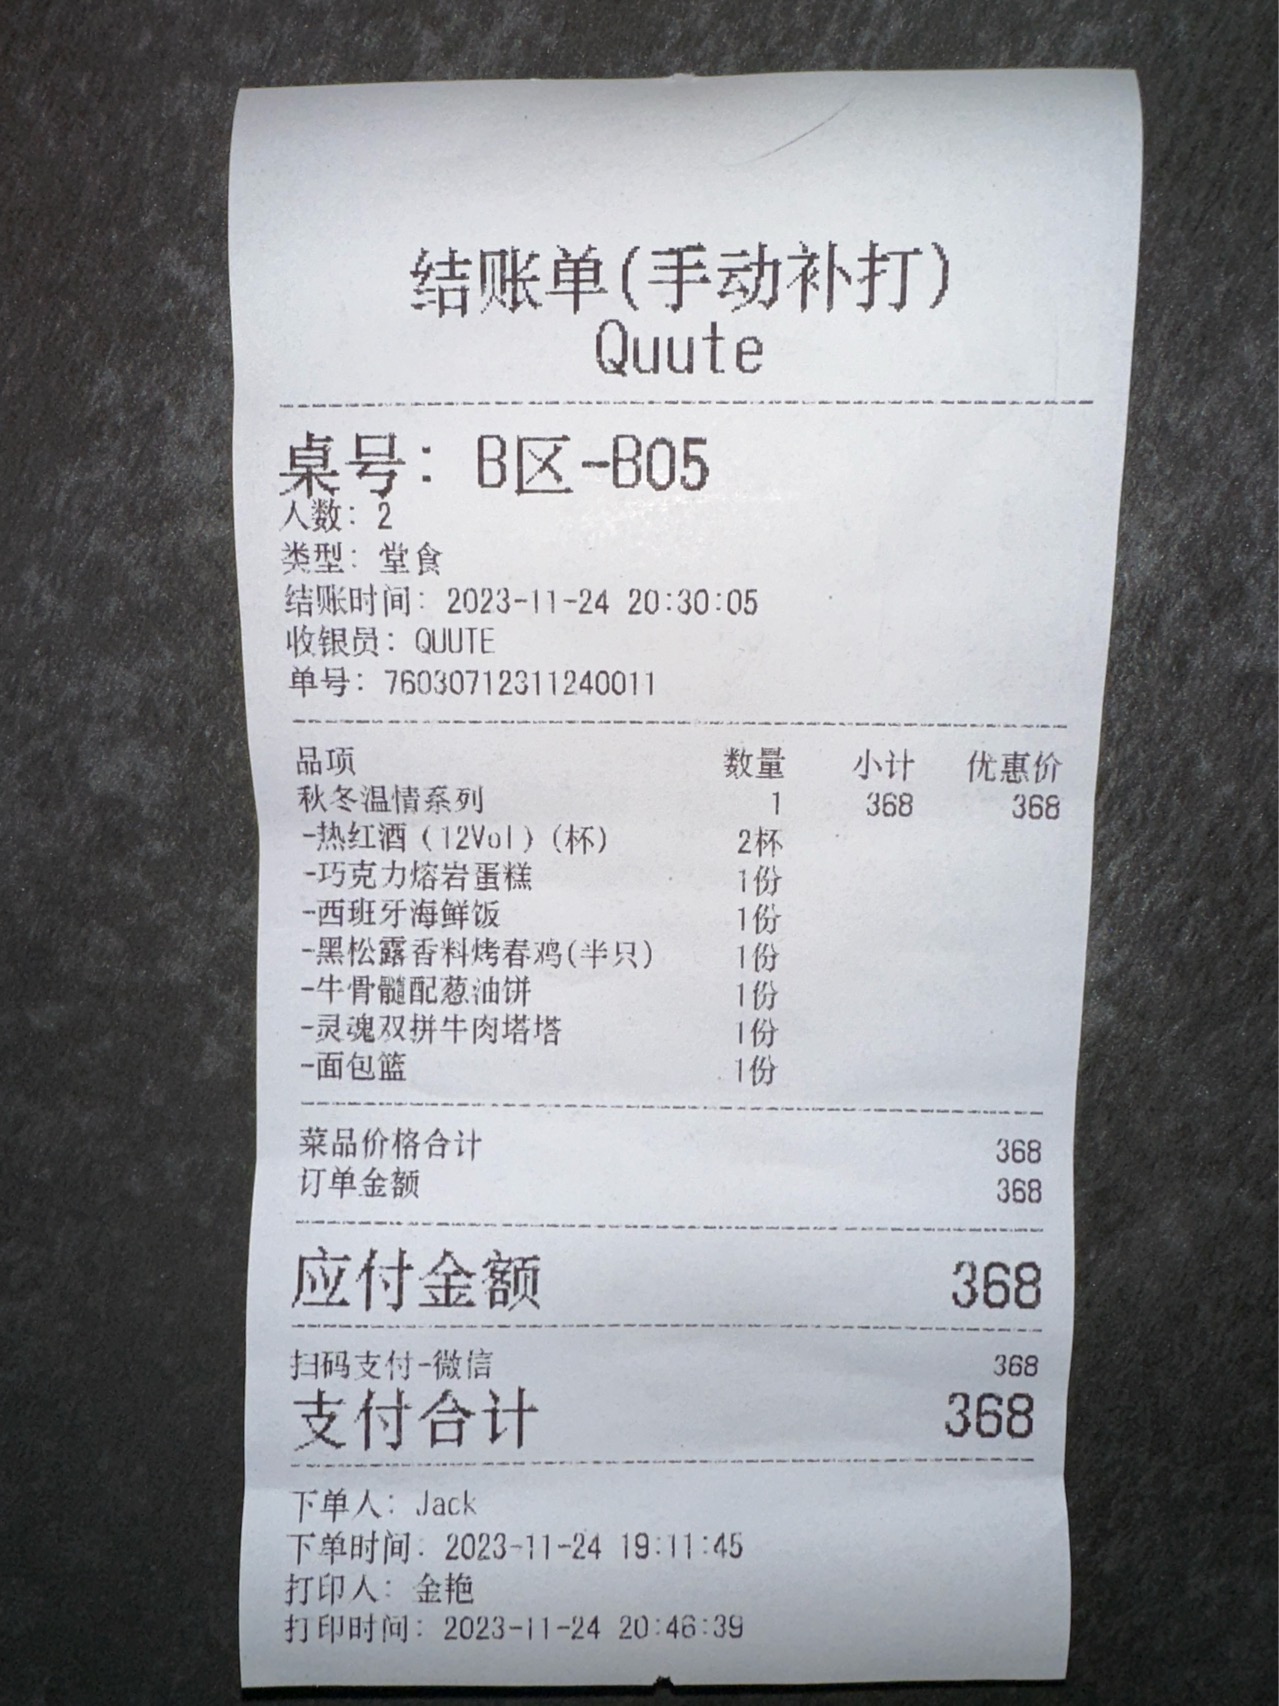 结账单(手动补打)
Quute
桌号: B区-B05
人数: 2
类型: 堂食
结账时间: 2023-11-24 20:30:05
收银员: QUUTE
单号: 76030712311240011
品项 数量 小计 优惠价
秋冬温情系列 1 368 368
-热红酒(12Vol)(杯) 2杯
-巧克力熔岩蛋糕 1份
-西班牙海鲜饭 1份
-黑松露香料烤春鸡(半只) 1份
-牛骨髓配葱油饼 1份
-灵魂双拼牛肉塔塔 1份
-面包篮 1份
菜品价格合计 368
订单金额 368
应付金额 368
扫码支付-微信 368
支付合计 368
下单人: Jack
下单时间: 2023-11-24 19:11:45
打印人: 金艳
打印时间: 2023-11-24 20:46:39